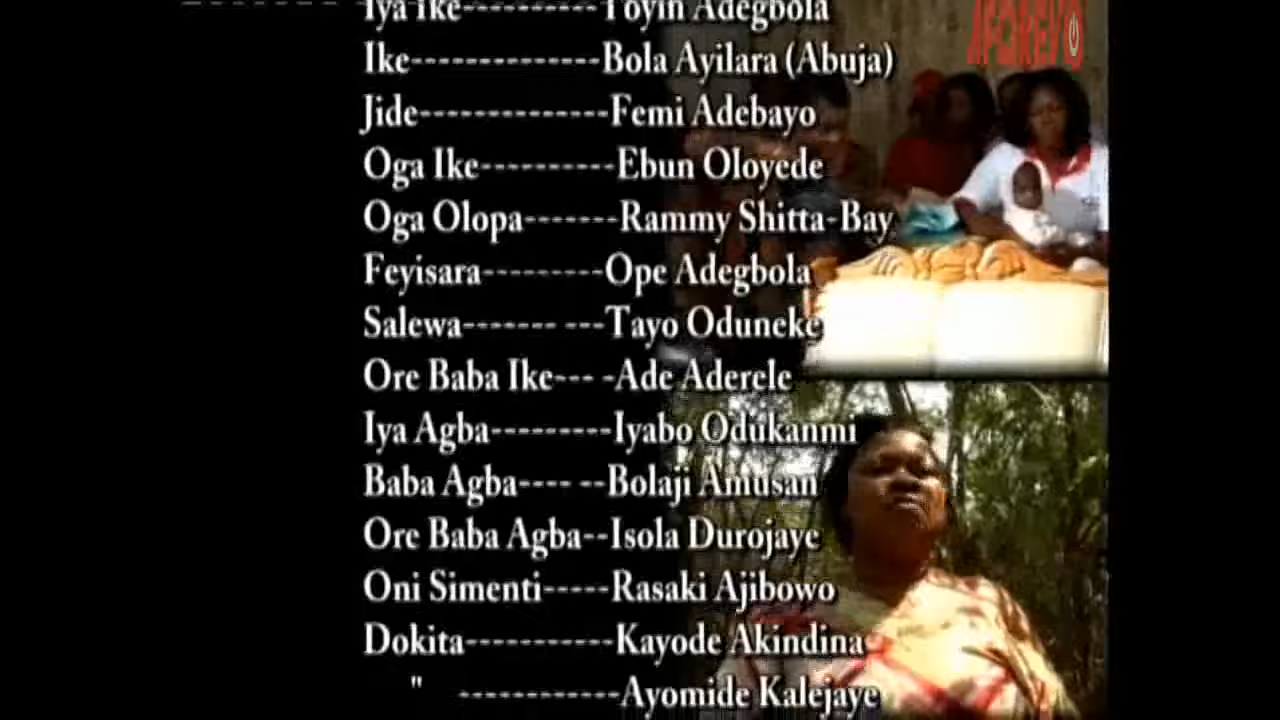 Iya Ike----------Toyin Adegbola
AFOREVO
Ike--------------Bola Ayilara (Abuja)
Jide--------------Femi Adebayo
Oga Ike----------Ebun Oloyede
Oga Olopa-------Rammy Shitta-Bay
Feyisara---------Ope Adegbola
Salewa------- ---Tayo Oduneke
Ore Baba Ike--- -Ade Aderele
Iya Agba---------Iyabo Odukanmi
Baba Agba---- --Bolaji Amusan
Ore Baba Agba--Isola Durojaye
Oni Simenti-----Rasaki Ajibowo
Dokita-----------Kayode Akindina
" ------------Ayomide Kalejaye